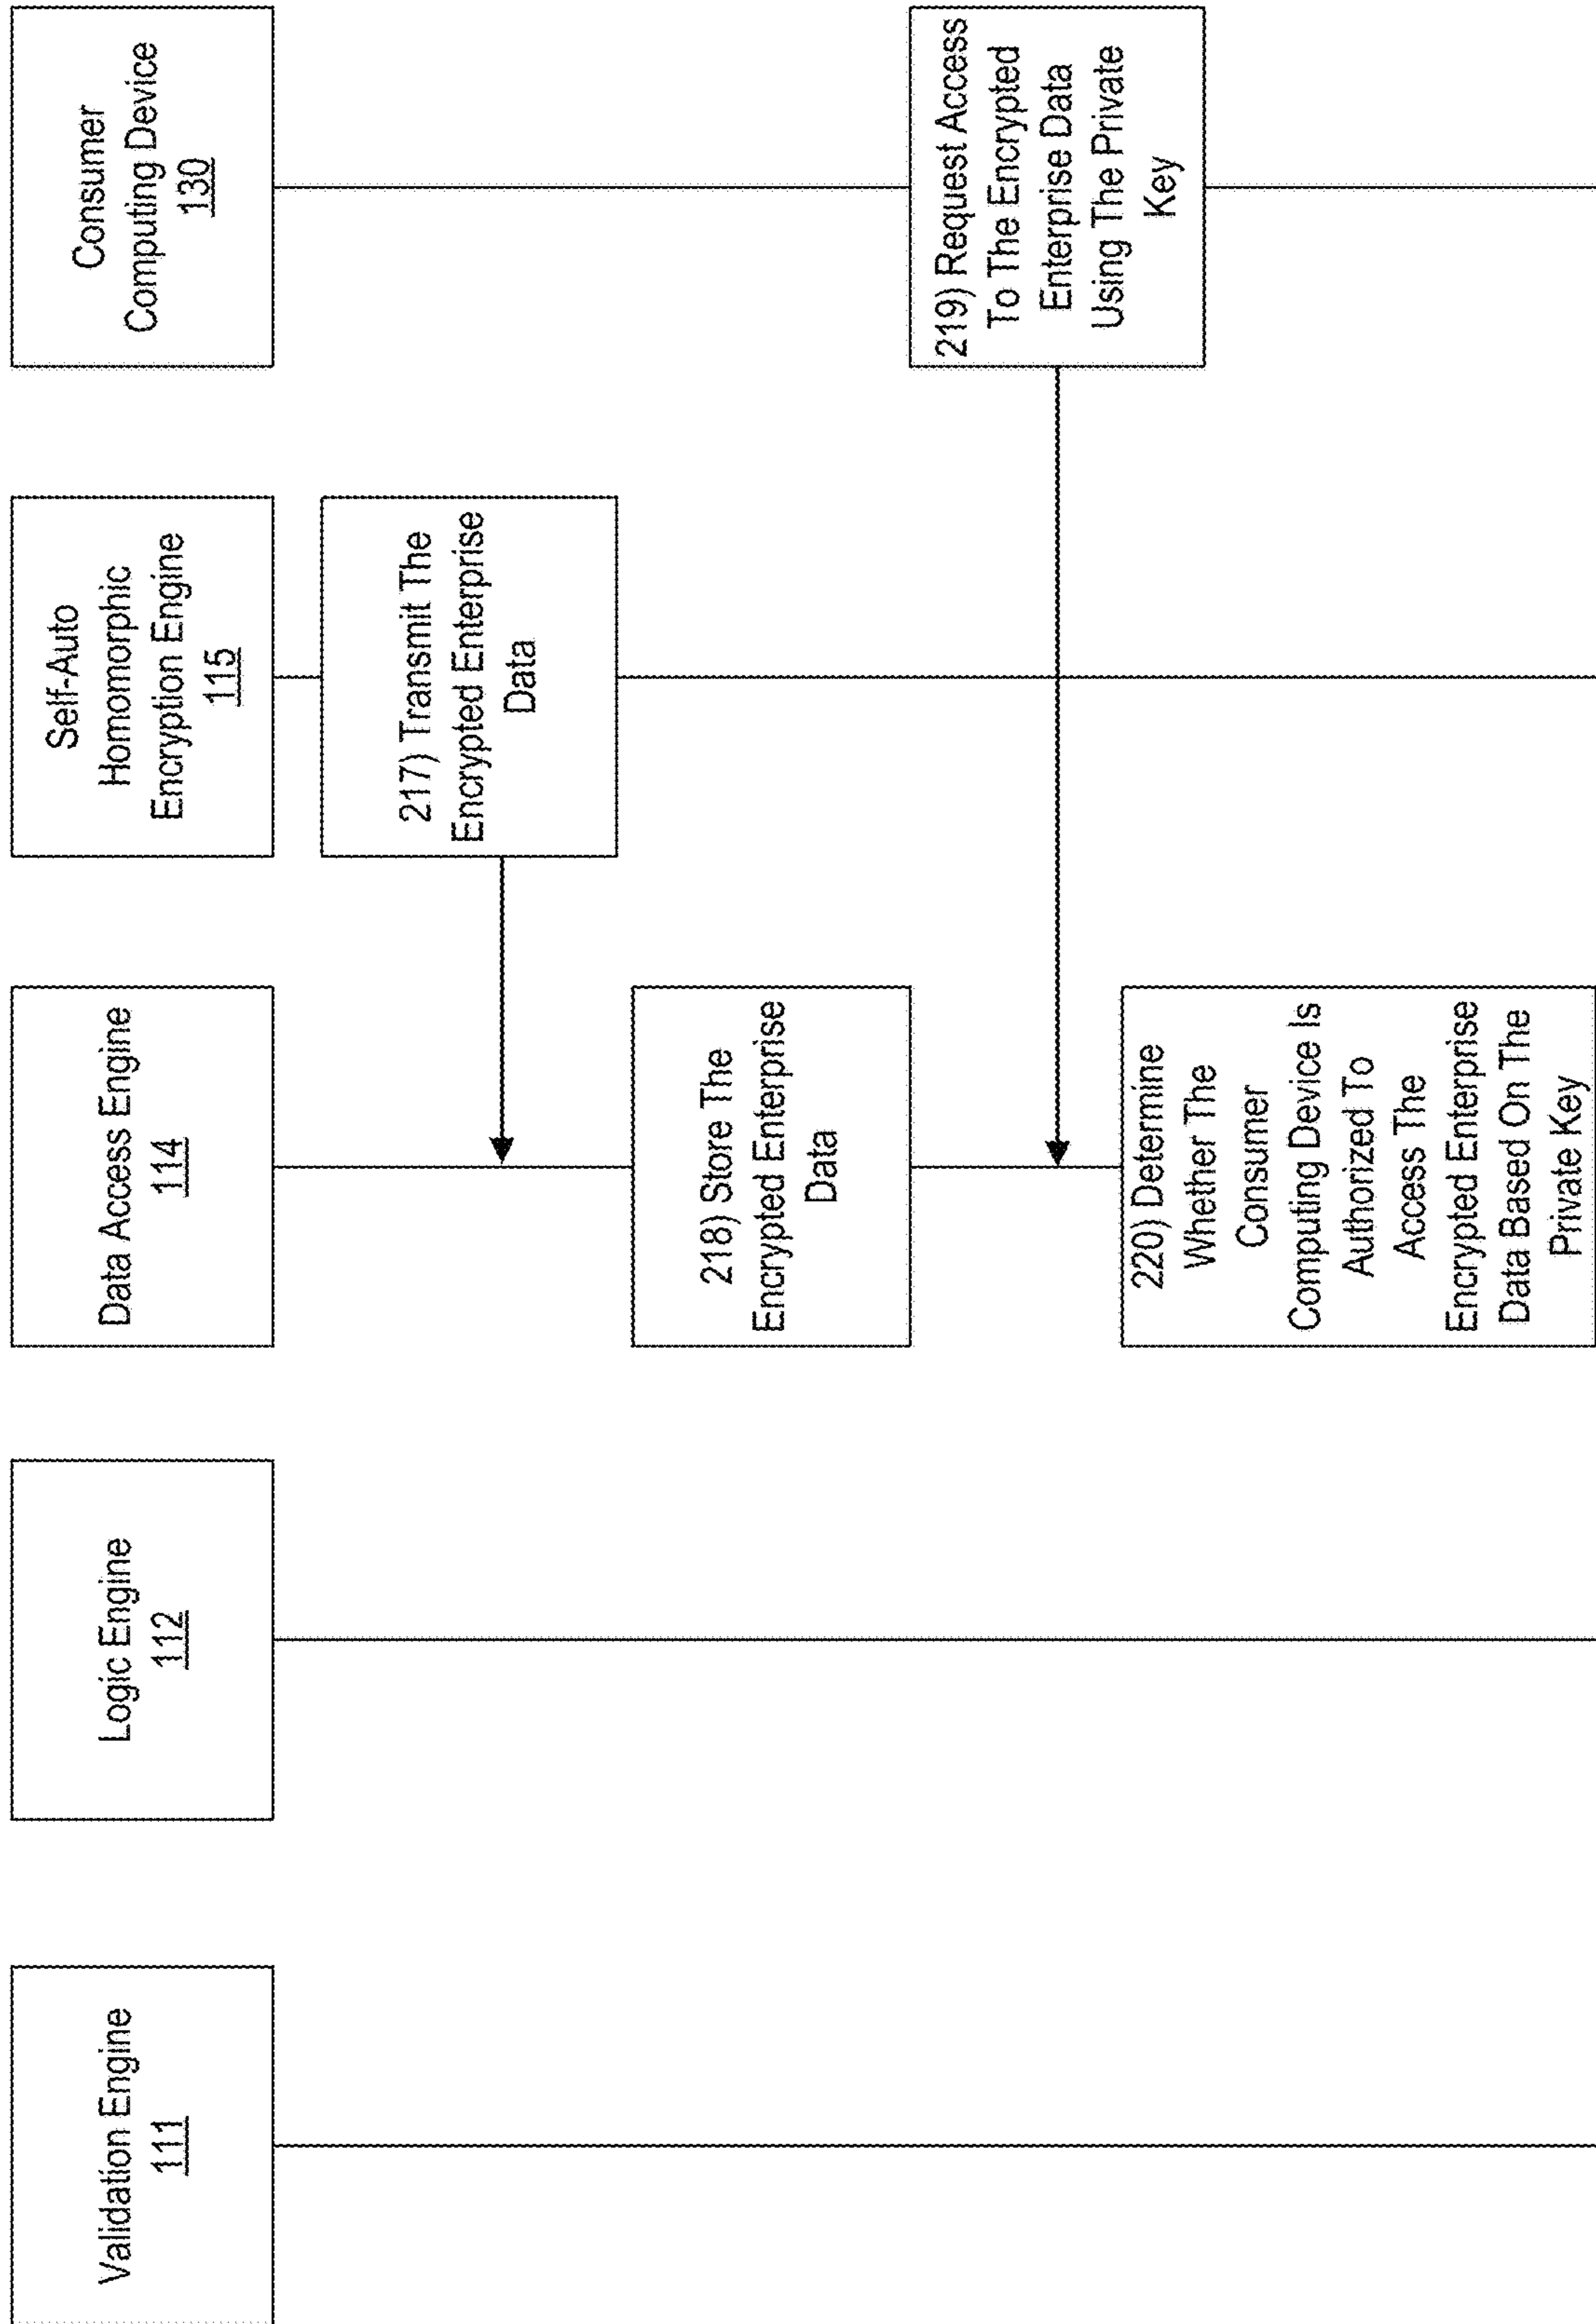 Validation Engine
111
Logic Engine
112
Data Access Engine
114
Self-Auto
Homomorphic
Encryption Engine
115
Consumer
Computing Device
130
217) Transmit The
Encrypted Enterprise
Data
218) Store The
Encrypted Enterprise
Data
219) Request Access
To The Encrypted
Enterprise Data
Using The Private
Key
220) Determine
Whether The
Consumer
Computing Device Is
Authorized To
Access The
Encrypted Enterprise
Data Based On The
Private Key